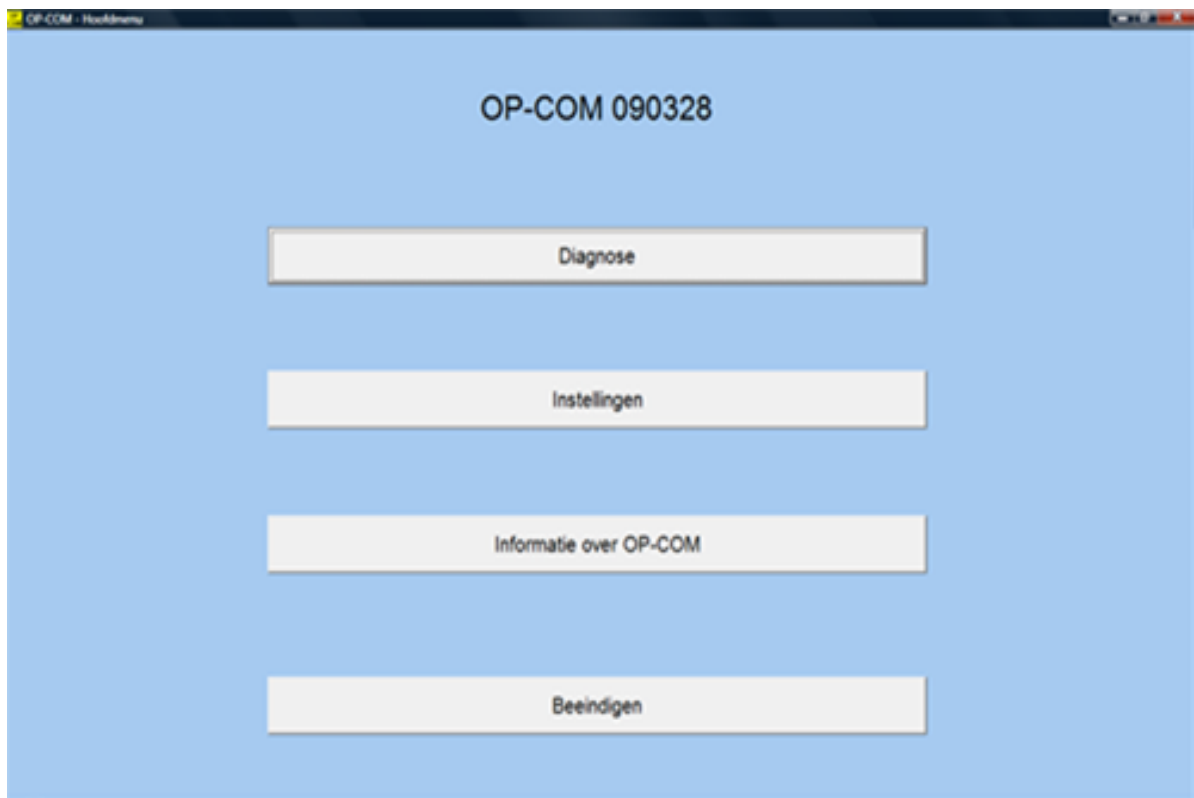 OP-COM - Hoofdmenu
OP-COM 090328
Diagnose
Instellingen
Informatie over OP-COM
Beeindigen